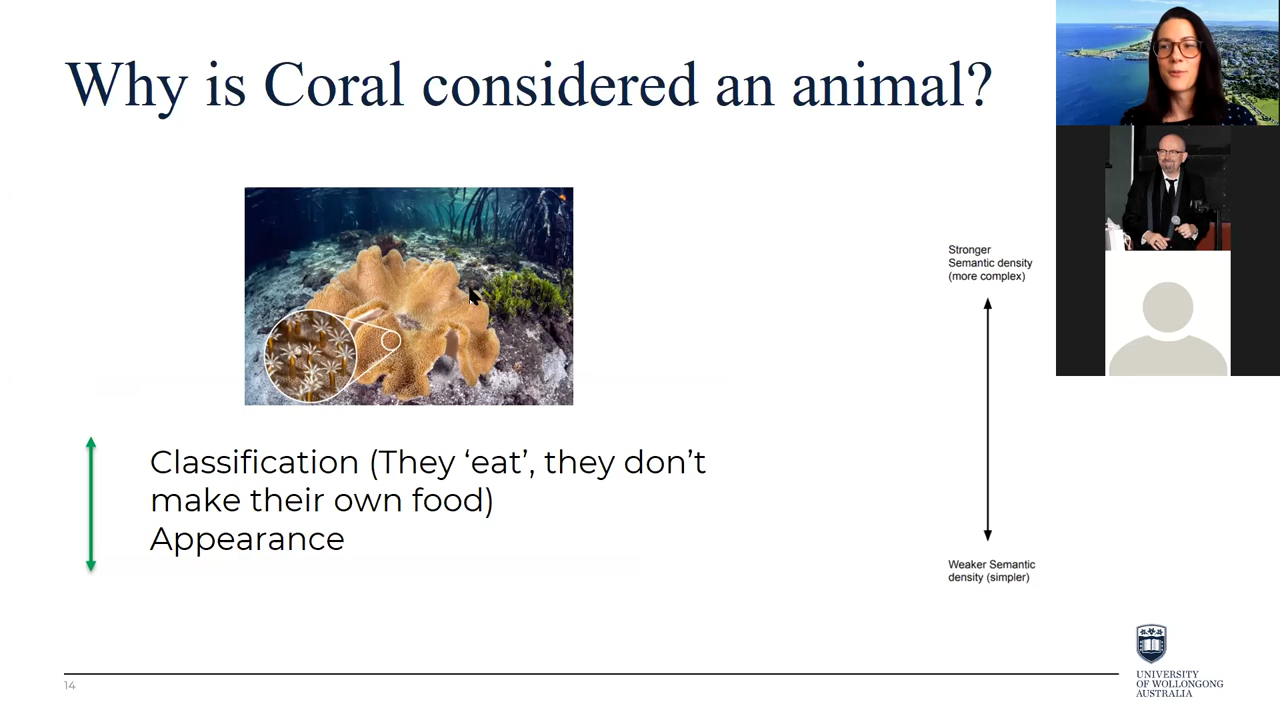 Why is Coral considered an animal?
Stronger
Semantic density
(more complex)
Classification (They ‘eat’, they don’t
make their own food)
Appearance
Weaker Semantic
density (simpler)
14
UNIVERSITY
OF WOLLONGONG
AUSTRALIA